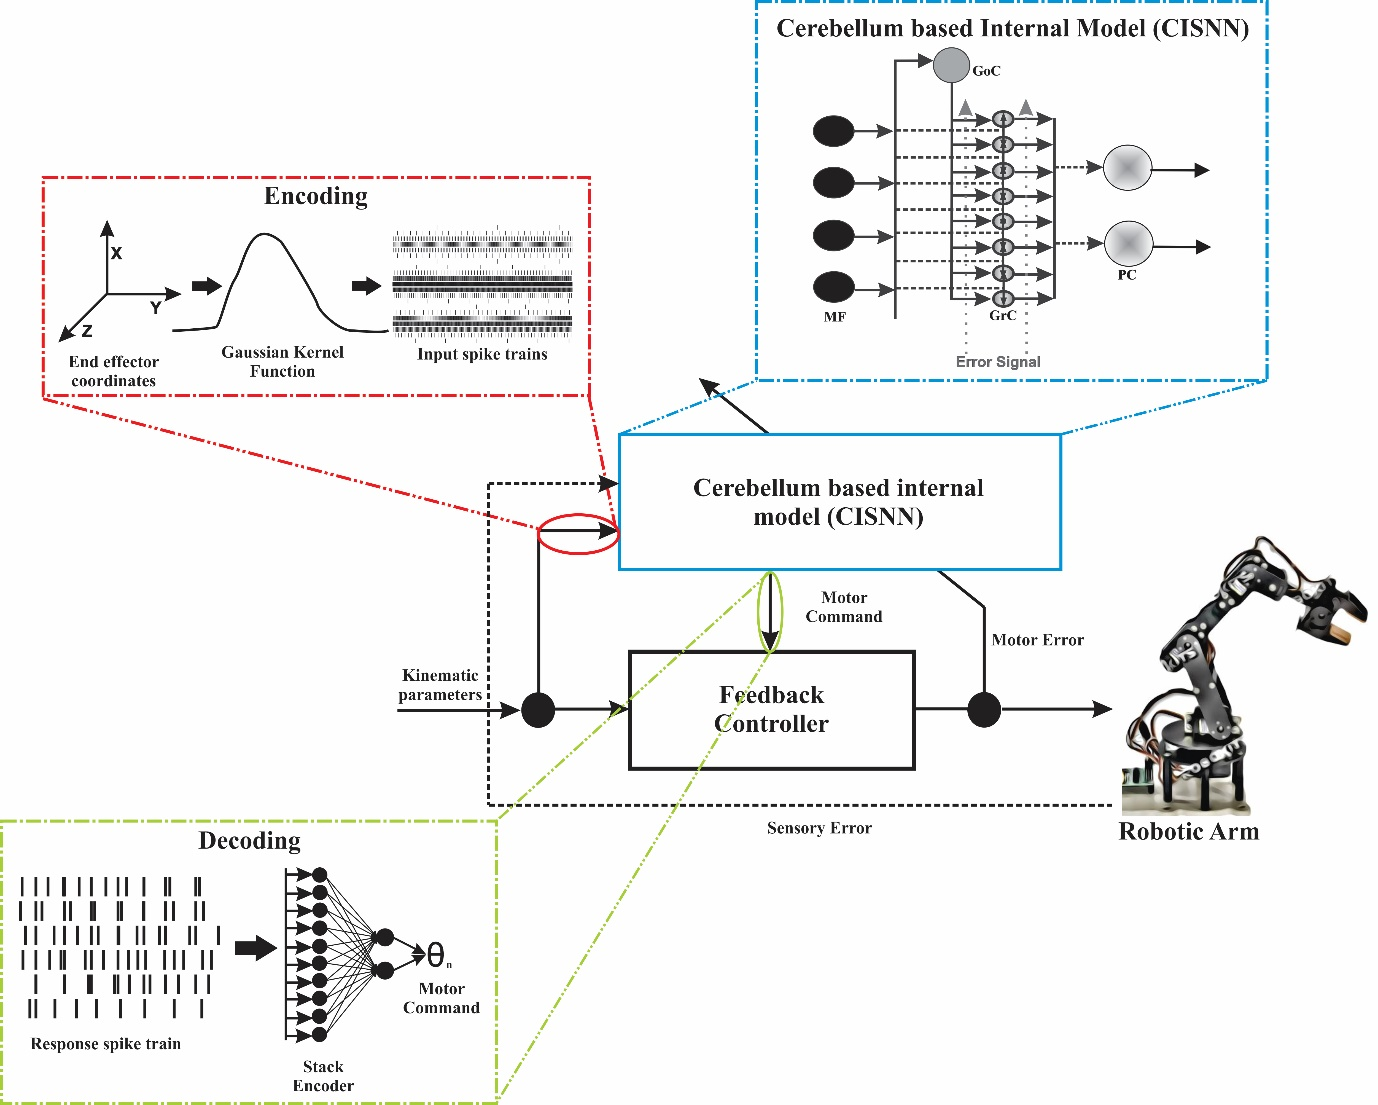 Cerebellum based Internal Model (CISNN)
GoC
MF
GrC
PC
Error Signal
Encoding
X
Y
Z
End effector
coordinates
Gaussian Kernel
Function
Input spike trains
Cerebellum based internal
model (CISNN)
Motor
Command
Motor Error
Kinematic
parameters
Feedback
Controller
Sensory Error
Robotic Arm
Decoding
θn
Motor
Command
Response spike train
Stack
Encoder